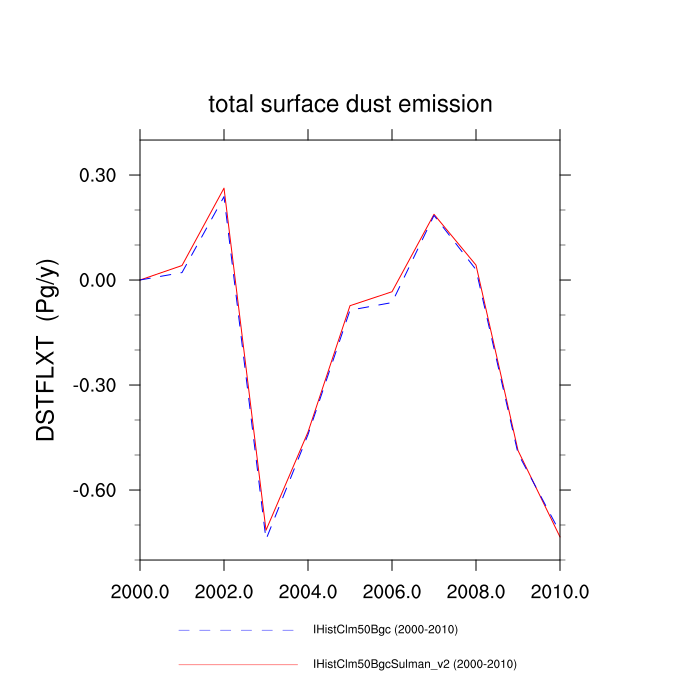 total surface dust emission
DSTFLXT (Pg/y)
0.30
0.00
-0.30
-0.60
2000.0 2002.0 2004.0 2006.0 2008.0 2010.0
IHistClm50Bgc (2000-2010)
IHistClm50BgcSulman_v2 (2000-2010)